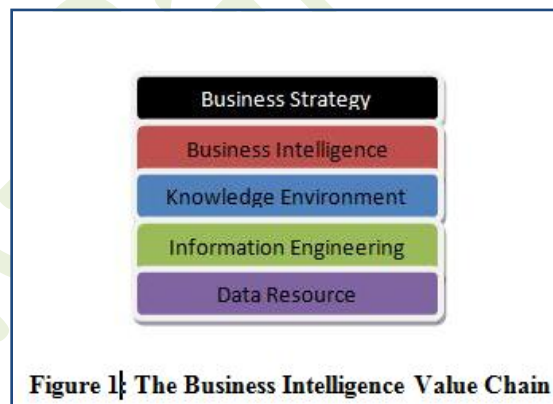 Business Strategy
Business Intelligence
Knowledge Environment
Information Engineering
Data Resource
Figure 1: The Business Intelligence Value Chain